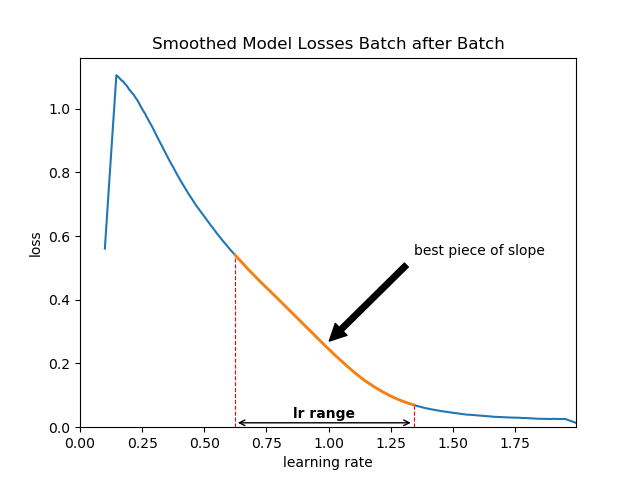 Smoothed Model Losses Batch after Batch
1.0
0.8
0.6
0.4
0.2
0.0
loss
best piece of slope
lr range
0.00 0.25 0.50 0.75 1.00 1.25 1.50 1.75
learning rate